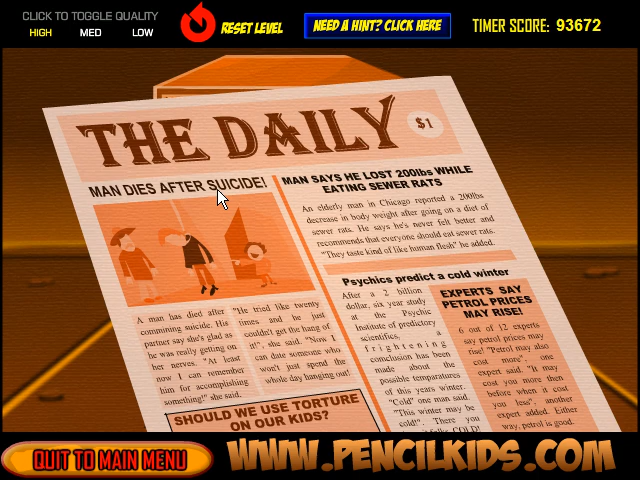 CLICK TO TOGGLE QUALITY
HIGH MED LOW
RESET LEVEL
NEED A HINT? CLICK HERE
TIMER SCORE: 93672
THE DAILY
$1
MAN DIES AFTER SUICIDE!
A man has died after
commining suicide. His
partner say she's glad as
he was really getting on
her nerves. "At least
now I can remember
him for accomplishing
something!" she said.
"He tried like twenty
times and he just
couldn't get the hang of
it!", she said. "Now I
can date someone who
won't just spend the
whole day hanging out!
SHOULD WE USE TORTURE
ON OUR KIDS?
MAN SAYS HE LOST 200lbs WHILE
EATING SEWER RATS
An elderly man in Chicago reported a 200lbs
decrease in body weight after going on a diet of
sewer rats. He says he's never felt better and
recommends that everyone should eat sewer rats.
"They taste kind of like human flesh" he added.
Psychics predict a cold winter
After a 2 billion
dollar, six year study
at the Psychic
Institute of predictory
scientifics, a
frightening
conclusion has been
made about the
possible temparatures
of this years winter.
"Cold" one man said.
"This winter may be
cold". There you
COLD!
EXPERTS SAY
PETROL PRICES
MAY RISE!
6 out of 12 experts
say petrol prices may
rise! "Petrol may also
cost more", one
expert said. "It may
cost you more then
before when it cost
you less", another
expert added. Either
way, petrol is good.
QUIT TO MAIN MENU
WWW.PENCILKIDS.COM